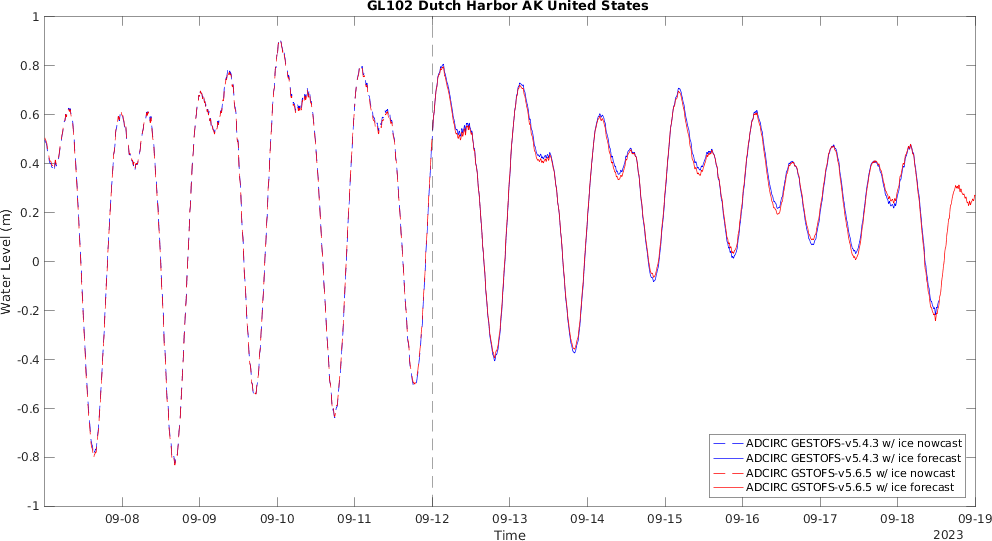 GL102 Dutch Harbor AK United States
1
0.8
0.6
0.4
0.2
0
-0.2
-0.4
-0.6
-0.8
-1
Water Level (m)
ADCIRC GESTOFS-v5.4.3 w/ ice nowcast
ADCIRC GESTOFS-v5.4.3 w/ ice forecast
ADCIRC GSTOFS-v5.6.5 w/ ice nowcast
ADCIRC GSTOFS-v5.6.5 w/ ice forecast
09-08 09-09 09-10 09-11 09-12 09-13 09-14 09-15 09-16 09-17 09-18 09-19
Time
2023